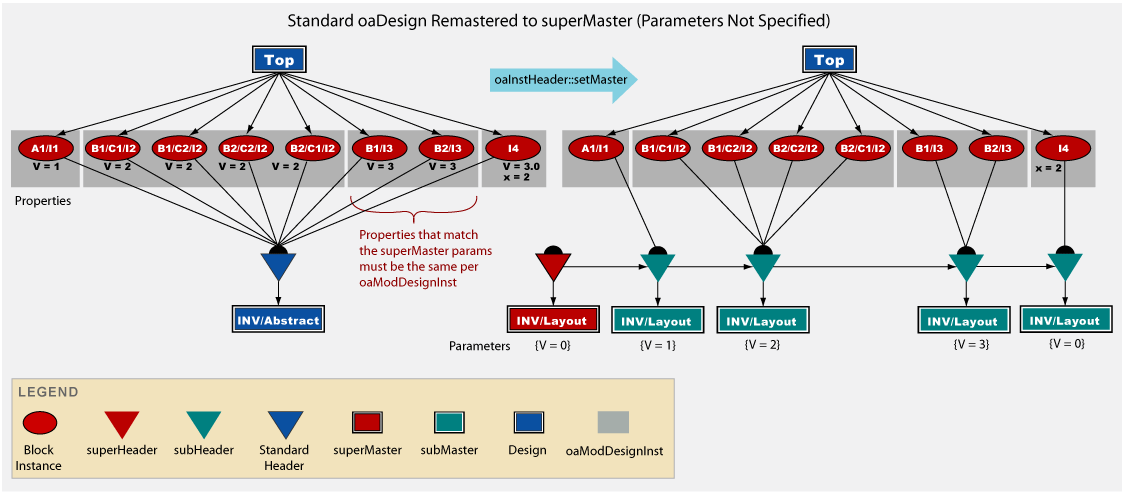 Standard oaDesign Remastered to superMaster (Parameters Not Specified)
Top
oaInstHeader::setMaster
Top
A1/I1
B1/C1/I2
B1/C2/I2
B2/C2/I2
B2/C1/I2
B1/I3
B2/I3
I4
A1/I1
B1/C1/I2
B1/C2/I2
B2/C2/I2
B2/C1/I2
B1/I3
B2/I3
I4
V = 1
V = 2
V = 2
V = 2
V = 2
V = 3
V = 3
V = 3.0
x = 2
x = 2
Properties
Properties that match
the superMaster params
must be the same per
oaModDesignInst
INV/Abstract
INV/Layout
INV/Layout
INV/Layout
INV/Layout
INV/Layout
Parameters
{V = 0}
{V = 1}
{V = 2}
{V = 3}
{V = 0}
LEGEND
Block
Instance
superHeader
subHeader
Standard
Header
superMaster
subMaster
Design
oaModDesignInst